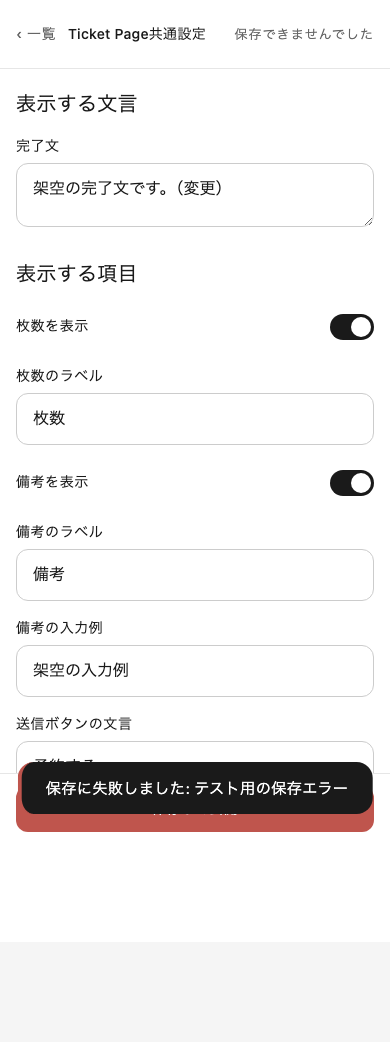 ‹ 一覧 Ticket Page共通設定 保存できませんでした
表示する文言
完了文
架空の完了文です。（変更）
表示する項目
枚数を表示
枚数のラベル
枚数
備考を表示
備考のラベル
備考
備考の入力例
架空の入力例
送信ボタンの文言
保存に失敗しました: テスト用の保存エラー